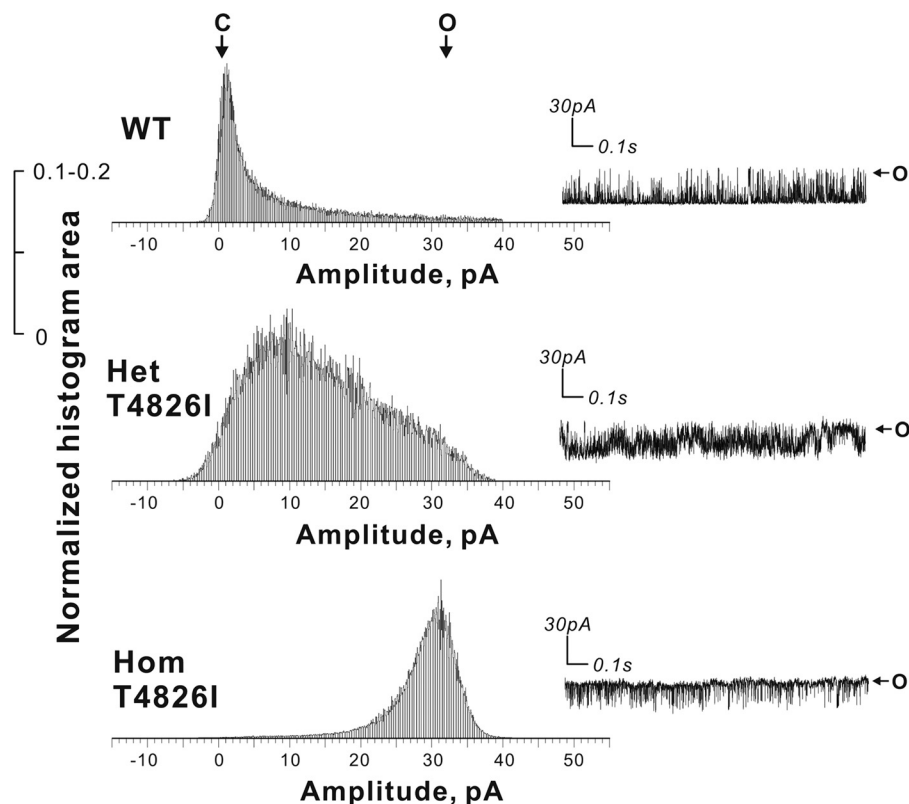 C O
WT
30pA
0.1s
O
0.1-0.2
0
Normalized histogram area
-10 0 10 20 30 40 50
Amplitude, pA
Het
T4826I
30pA
0.1s
O
-10 0 10 20 30 40 50
Amplitude, pA
Hom
T4826I
30pA
0.1s
O
-10 0 10 20 30 40 50
Amplitude, pA